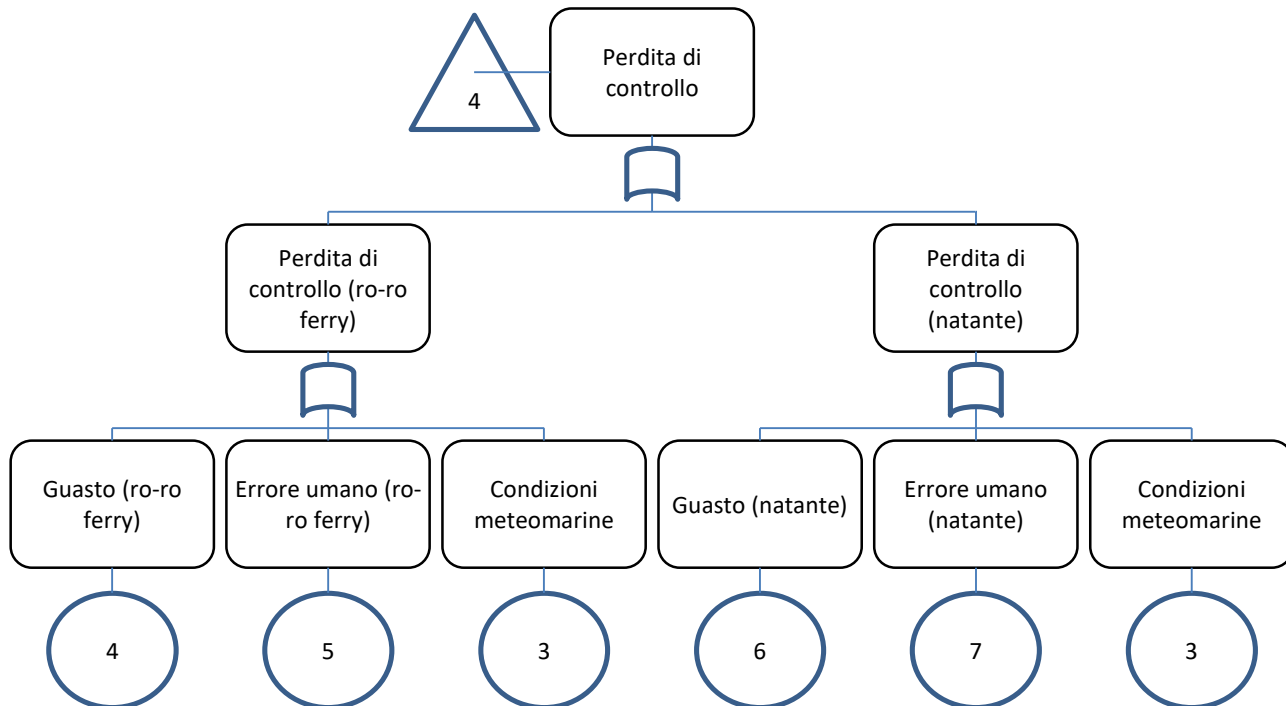 Perdita di
controllo
4
Perdita di
controllo (ro-ro
ferry)
Perdita di
controllo
(natante)
Guasto (ro-ro
ferry)
Errore umano (ro-
ro ferry)
Condizioni
meteomarine
Guasto (natante)
Errore umano
(natante)
Condizioni
meteomarine
4
5
3
6
7
3